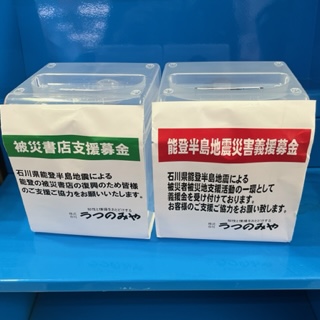 被災書店支援募金
石川県能登半島地震による
能登の被災書店の復興のため皆様
のご支援ご協力をお願いいたします。
うつのみや
能登半島地震災害義援募金
石川県能登半島地震による
被災者被災地支援活動の一環として
義援金を受け付けております。
お客様のご支援ご協力をお願い致します。
うつのみや